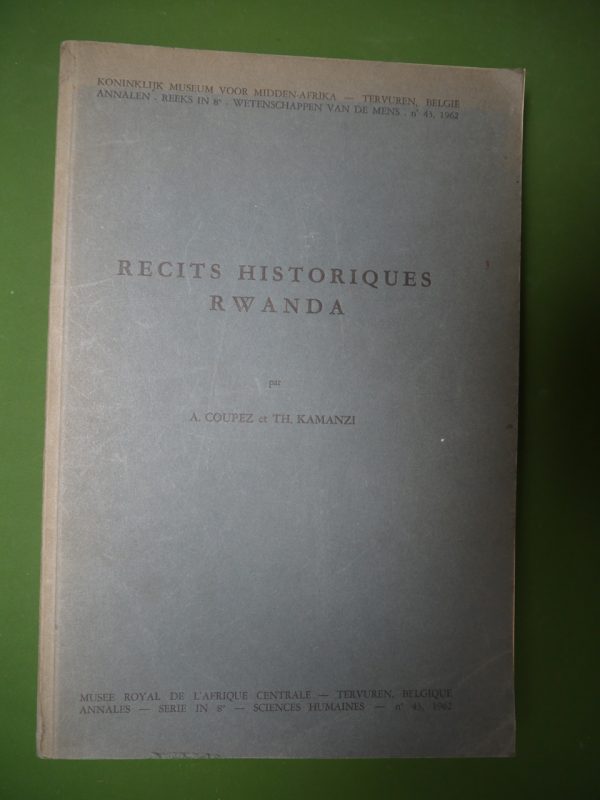 KONINKLIJK MUSEUM VOOR MIDDEN-AFRIKA — TERVUREN, BELGIE
ANNALEN - REEKS IN 8° - WETENSCHAPPEN VAN DE MENS - n° 43, 1962
RECITS HISTORIQUES
RWANDA
par
A. COUPEZ et TH. KAMANZI
MUSEE ROYAL DE L'AFRIQUE CENTRALE — TERVUREN, BELGIQUE
ANNALES — SERIE IN 8° — SCIENCES HUMAINES — n° 43, 1962